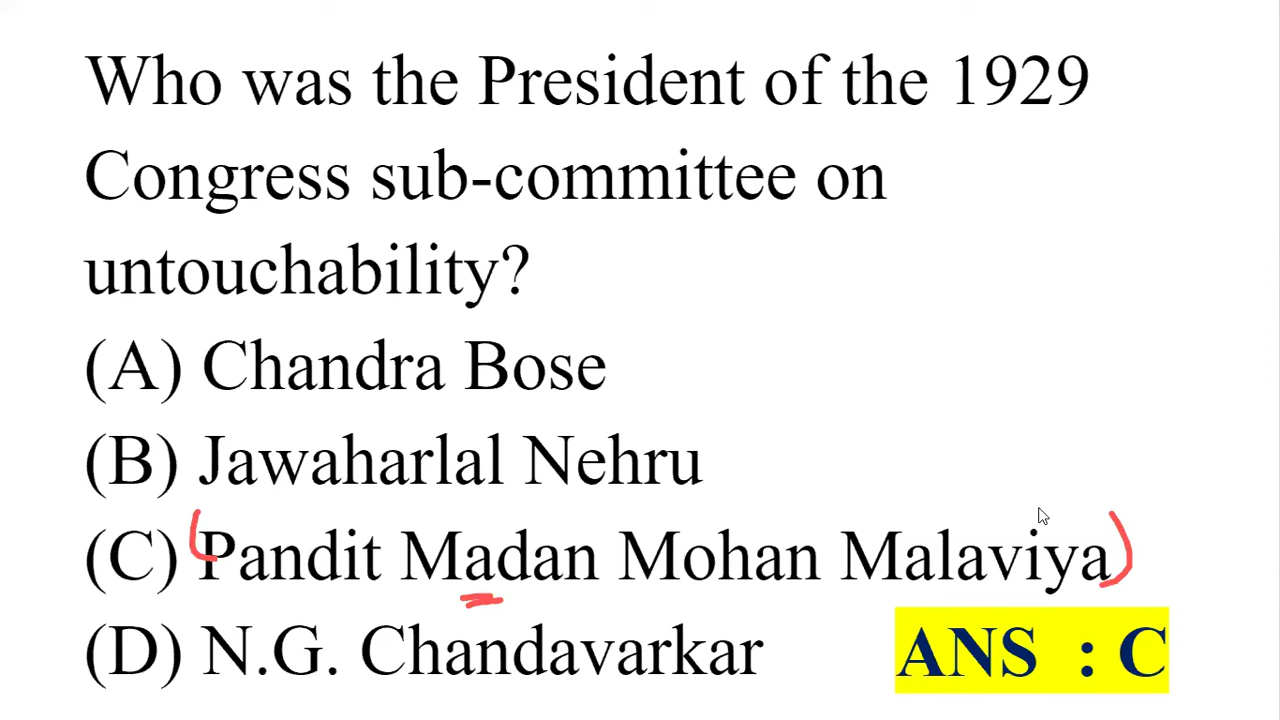 Who was the President of the 1929
Congress sub-committee on
untouchability?
(A) Chandra Bose
(B) Jawaharlal Nehru
(C) Pandit Madan Mohan Malaviya
(D) N.G. Chandavarkar
ANS : C